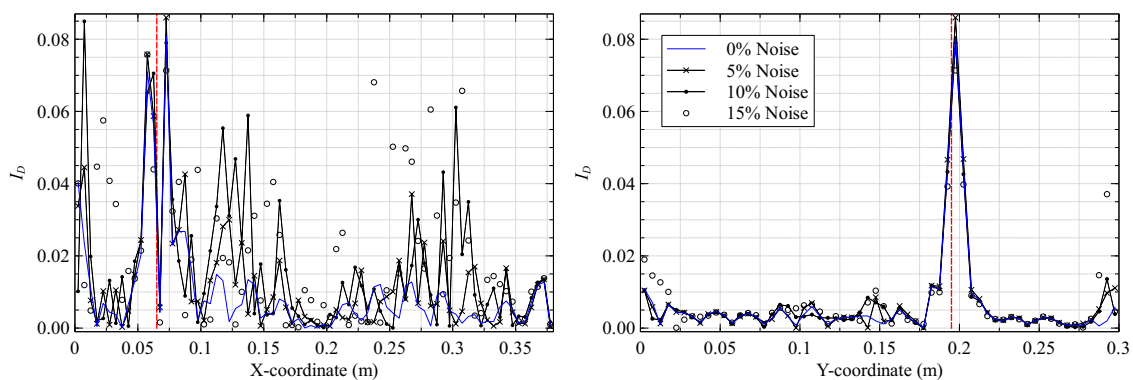 0.08
0.06
0.04
0.02
0.00
I_D
0 0.05 0.1 0.15 0.2 0.25 0.3 0.35
X-coordinate (m)
0% Noise
5% Noise
10% Noise
15% Noise
0.08
0.06
0.04
0.02
0.00
I_D
0 0.05 0.1 0.15 0.2 0.25 0.3
Y-coordinate (m)